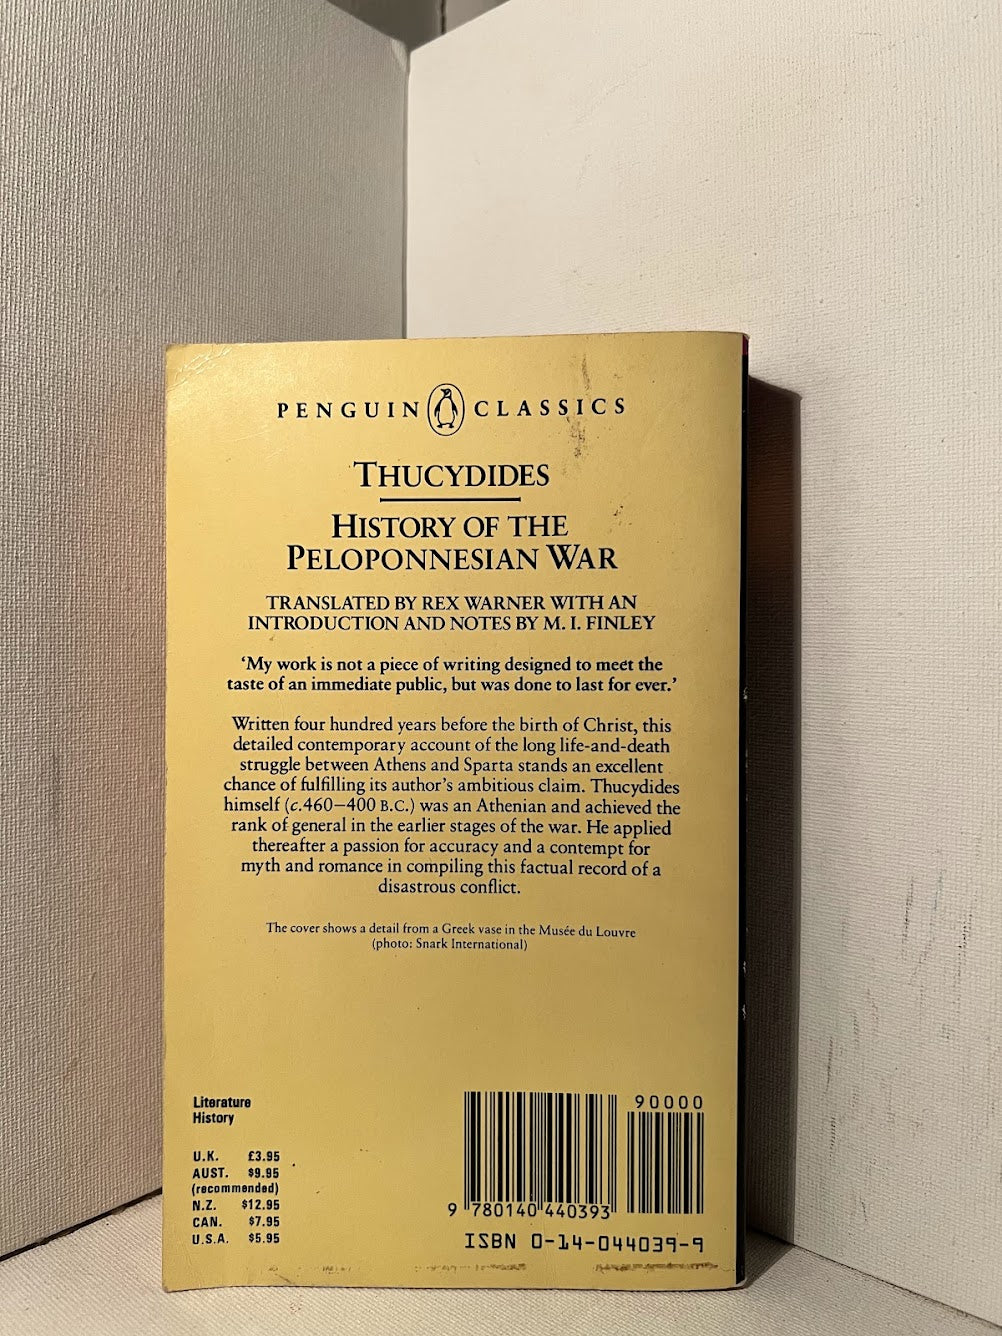 PENGUIN CLASSICS
THUCYDIDES
HISTORY OF THE
PELOPONNESIAN WAR
TRANSLATED BY REX WARNER WITH AN
INTRODUCTION AND NOTES BY M. I. FINLEY
‘My work is not a piece of writing designed to meet the
taste of an immediate public, but was done to last for ever.’
Written four hundred years before the birth of Christ, this
detailed contemporary account of the long life-and-death
struggle between Athens and Sparta stands an excellent
chance of fulfilling its author’s ambitious claim. Thucydides
himself (c.460–400 B.C.) was an Athenian and achieved the
rank of general in the earlier stages of the war. He applied
thereafter a passion for accuracy and a contempt for
myth and romance in compiling this factual record of a
disastrous conflict.
The cover shows a detail from a Greek vase in the Musée du Louvre
(photo: Snark International)
Literature
History
U.K. £3.95
AUST. $9.95
(recommended)
N.Z. $12.95
CAN. $7.95
U.S.A. $5.95
90000
9 780140 440393
ISBN 0-14-044039-9